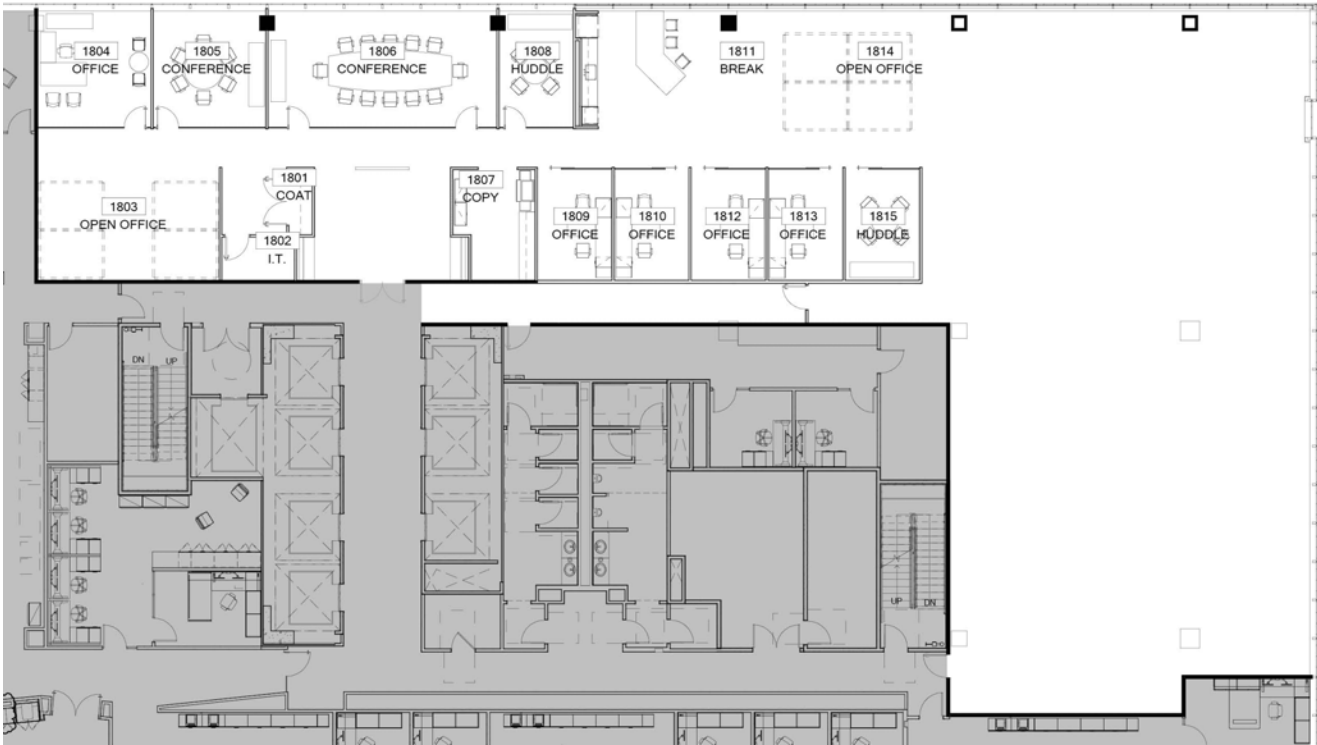 1804
OFFICE
1805
CONFERENCE
1806
CONFERENCE
1808
HUDDLE
1811
BREAK
1814
OPEN OFFICE
1803
OPEN OFFICE
1801
COAT
1802
I.T.
1807
COPY
1809
OFFICE
1810
OFFICE
1812
OFFICE
1813
OFFICE
1815
HUDDLE
DN
UP
UP
DN